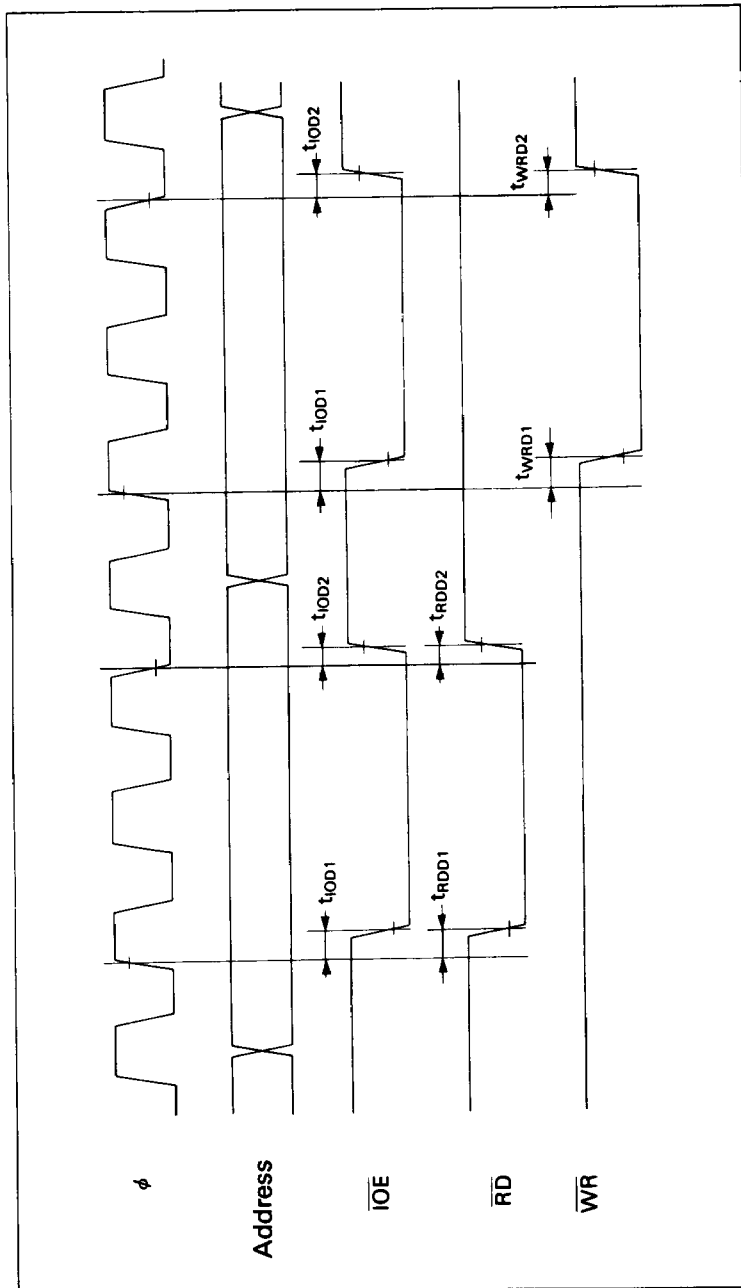 φ
Address
IOE
tIOD1
tIOD2
tIOD1
tIOD2
RD
tRDD1
tRDD2
WR
tWRD1
tWRD2